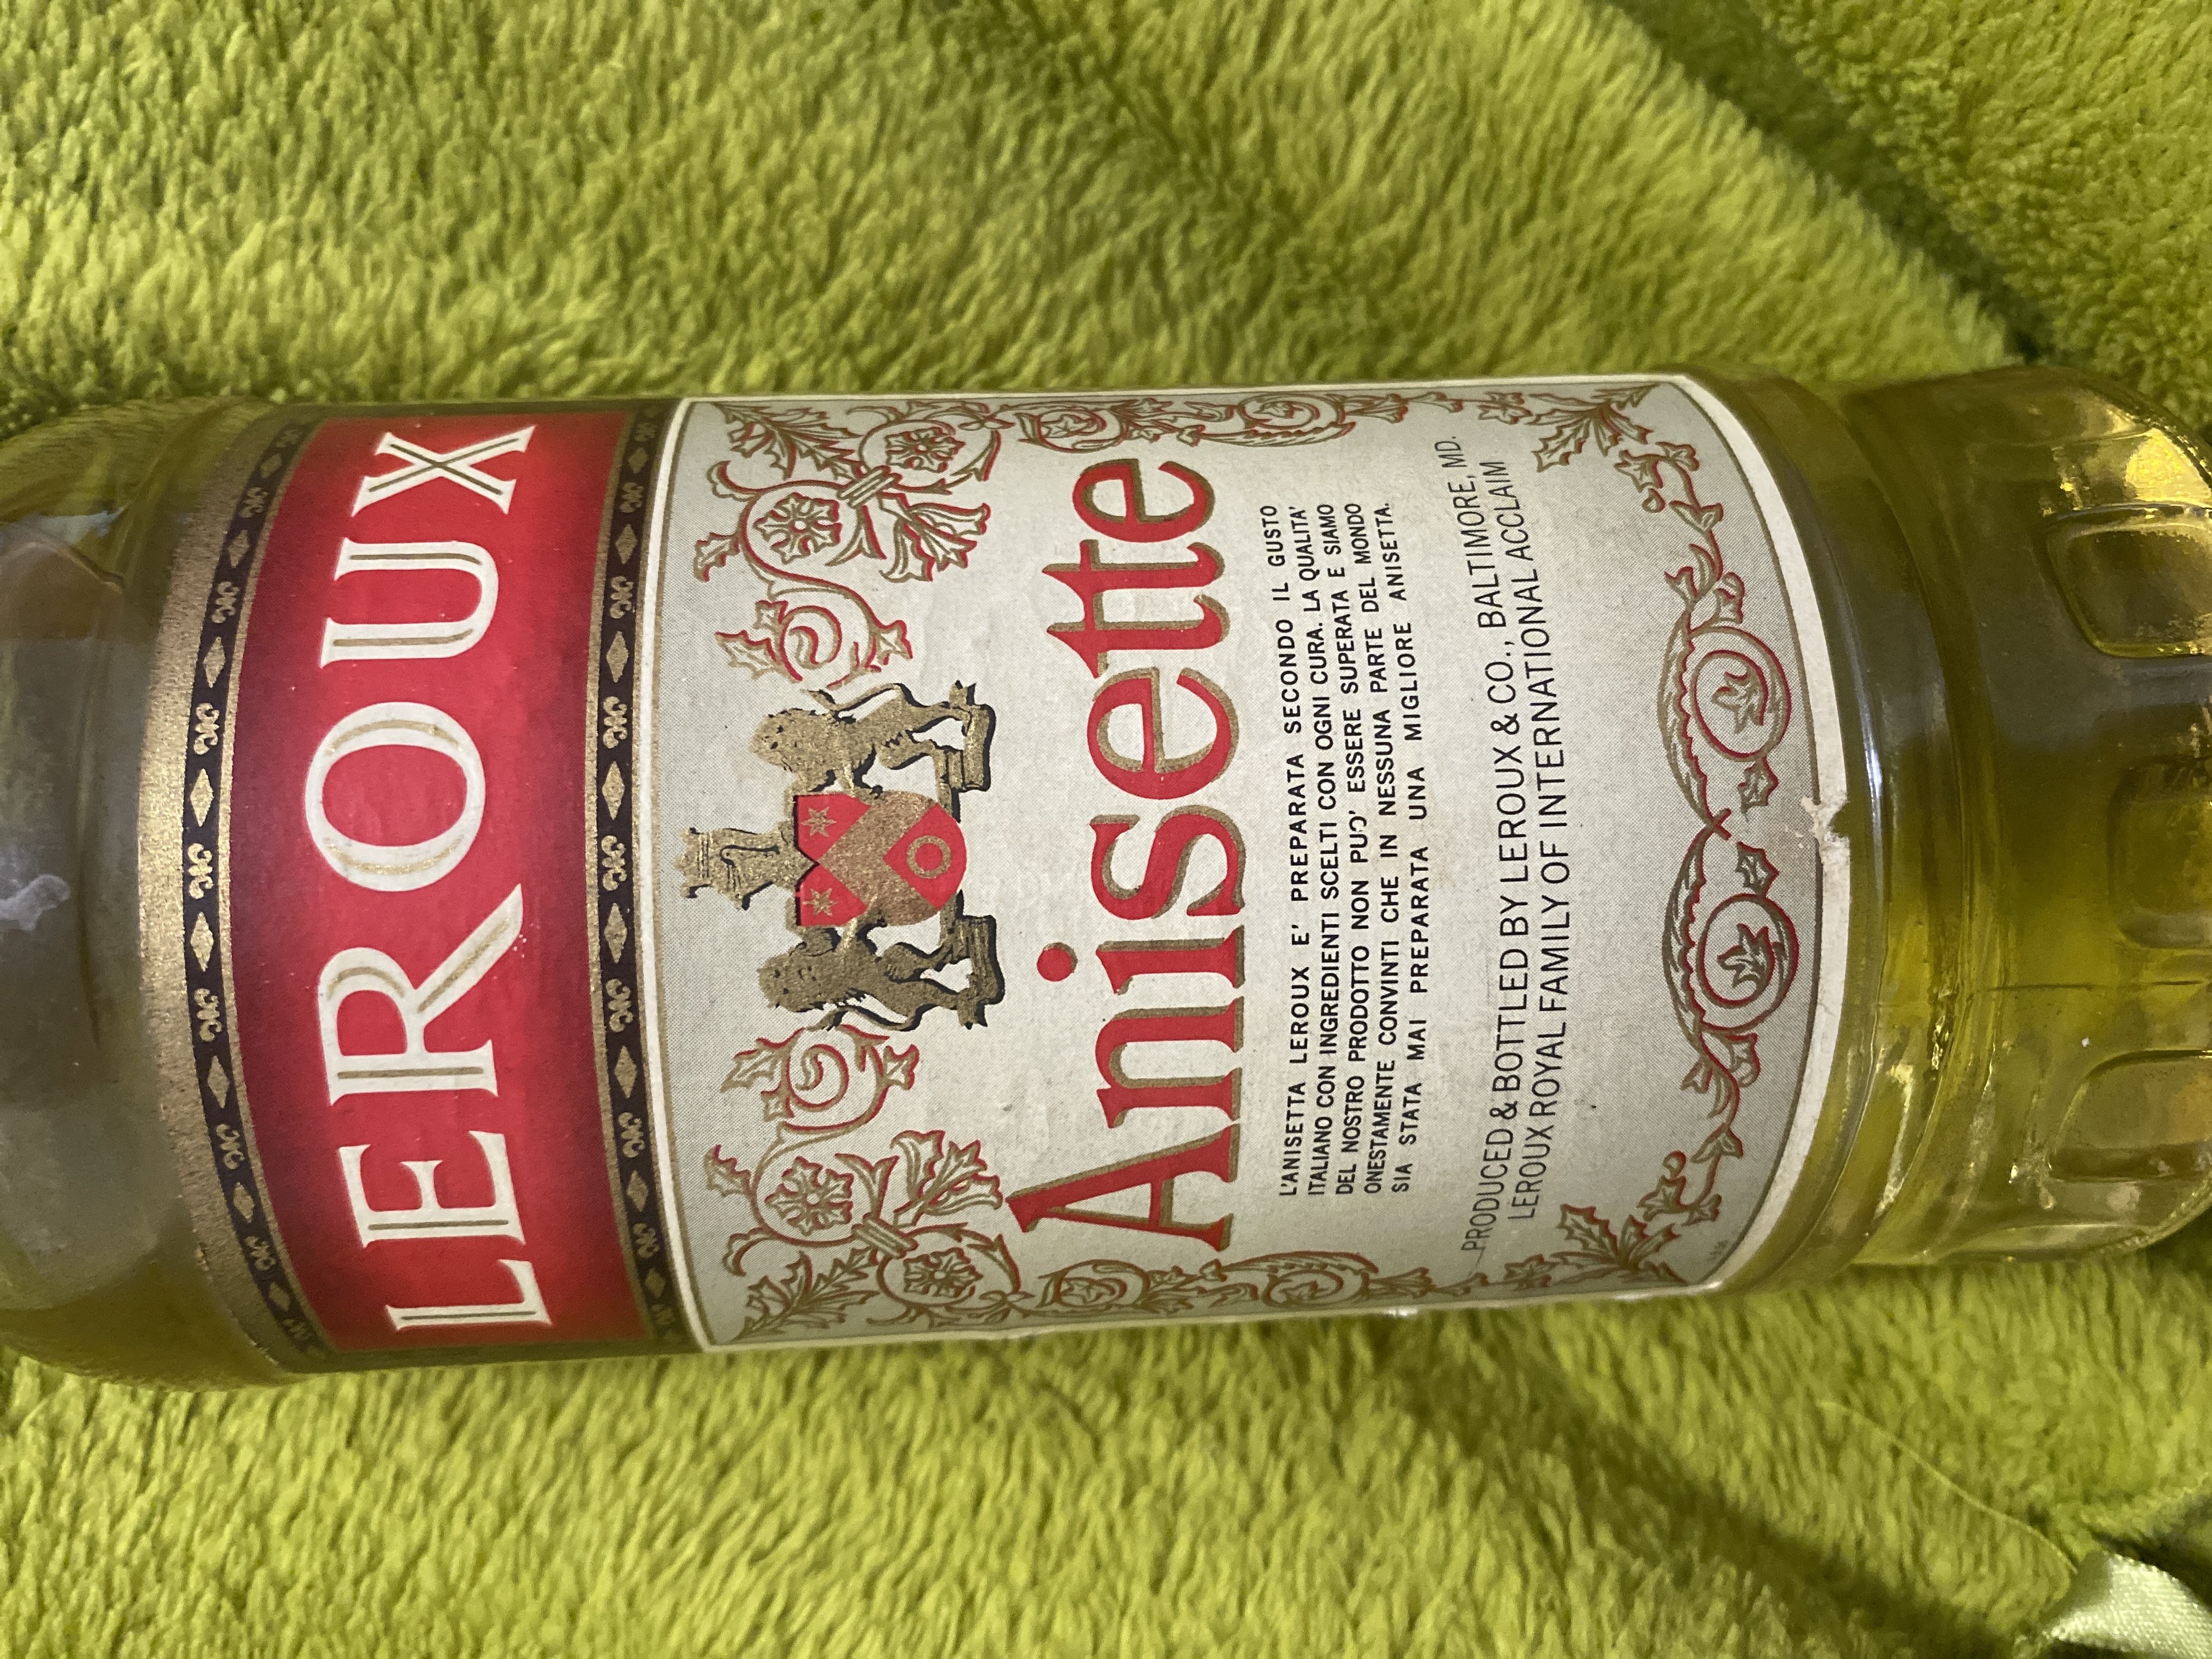 LEROUX
Anisette
L'ANISETTA LEROUX E' PREPARATA SECONDO IL GUSTO
ITALIANO CON INGREDIENTI SCELTI CON OGNI CURA. LA QUALITA'
DEL NOSTRO PRODOTTO NON PUO' ESSERE SUPERATA E SIAMO
ONESTAMENTE CONVINTI CHE IN NESSUNA PARTE DEL MONDO
SIA STATA MAI PREPARATA UNA MIGLIORE ANISETTA.
PRODUCED & BOTTLED BY LEROUX & CO., BALTIMORE, MD.
LEROUX ROYAL FAMILY OF INTERNATIONAL ACCLAIM